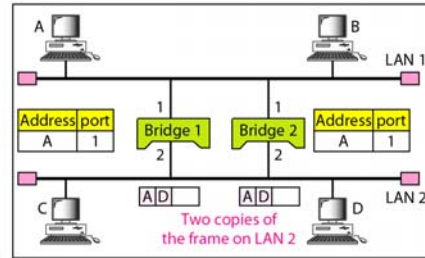 A
B
LAN 1
1
1
Address port
A 1
Bridge 1
Bridge 2
Address port
A 1
2
2
A D
A D
LAN 2
C
D
Two copies of
the frame on LAN 2